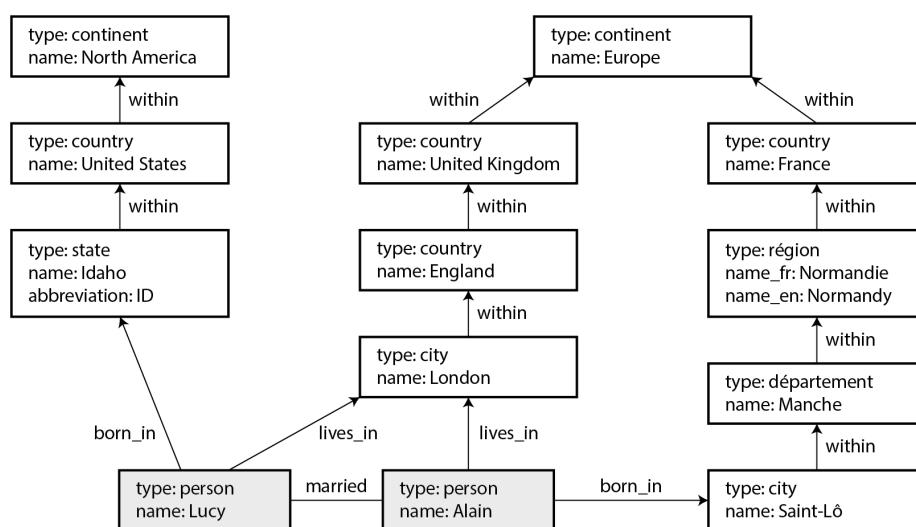 type: continent
name: North America
type: continent
name: Europe
within
within
within
type: country
name: United States
type: country
name: United Kingdom
type: country
name: France
within
within
within
type: state
name: Idaho
abbreviation: ID
type: country
name: England
type: région
name_fr: Normandie
name_en: Normandy
within
within
type: city
name: London
type: département
name: Manche
born_in
lives_in
lives_in
within
type: person
name: Lucy
married
type: person
name: Alain
born_in
type: city
name: Saint-Lô